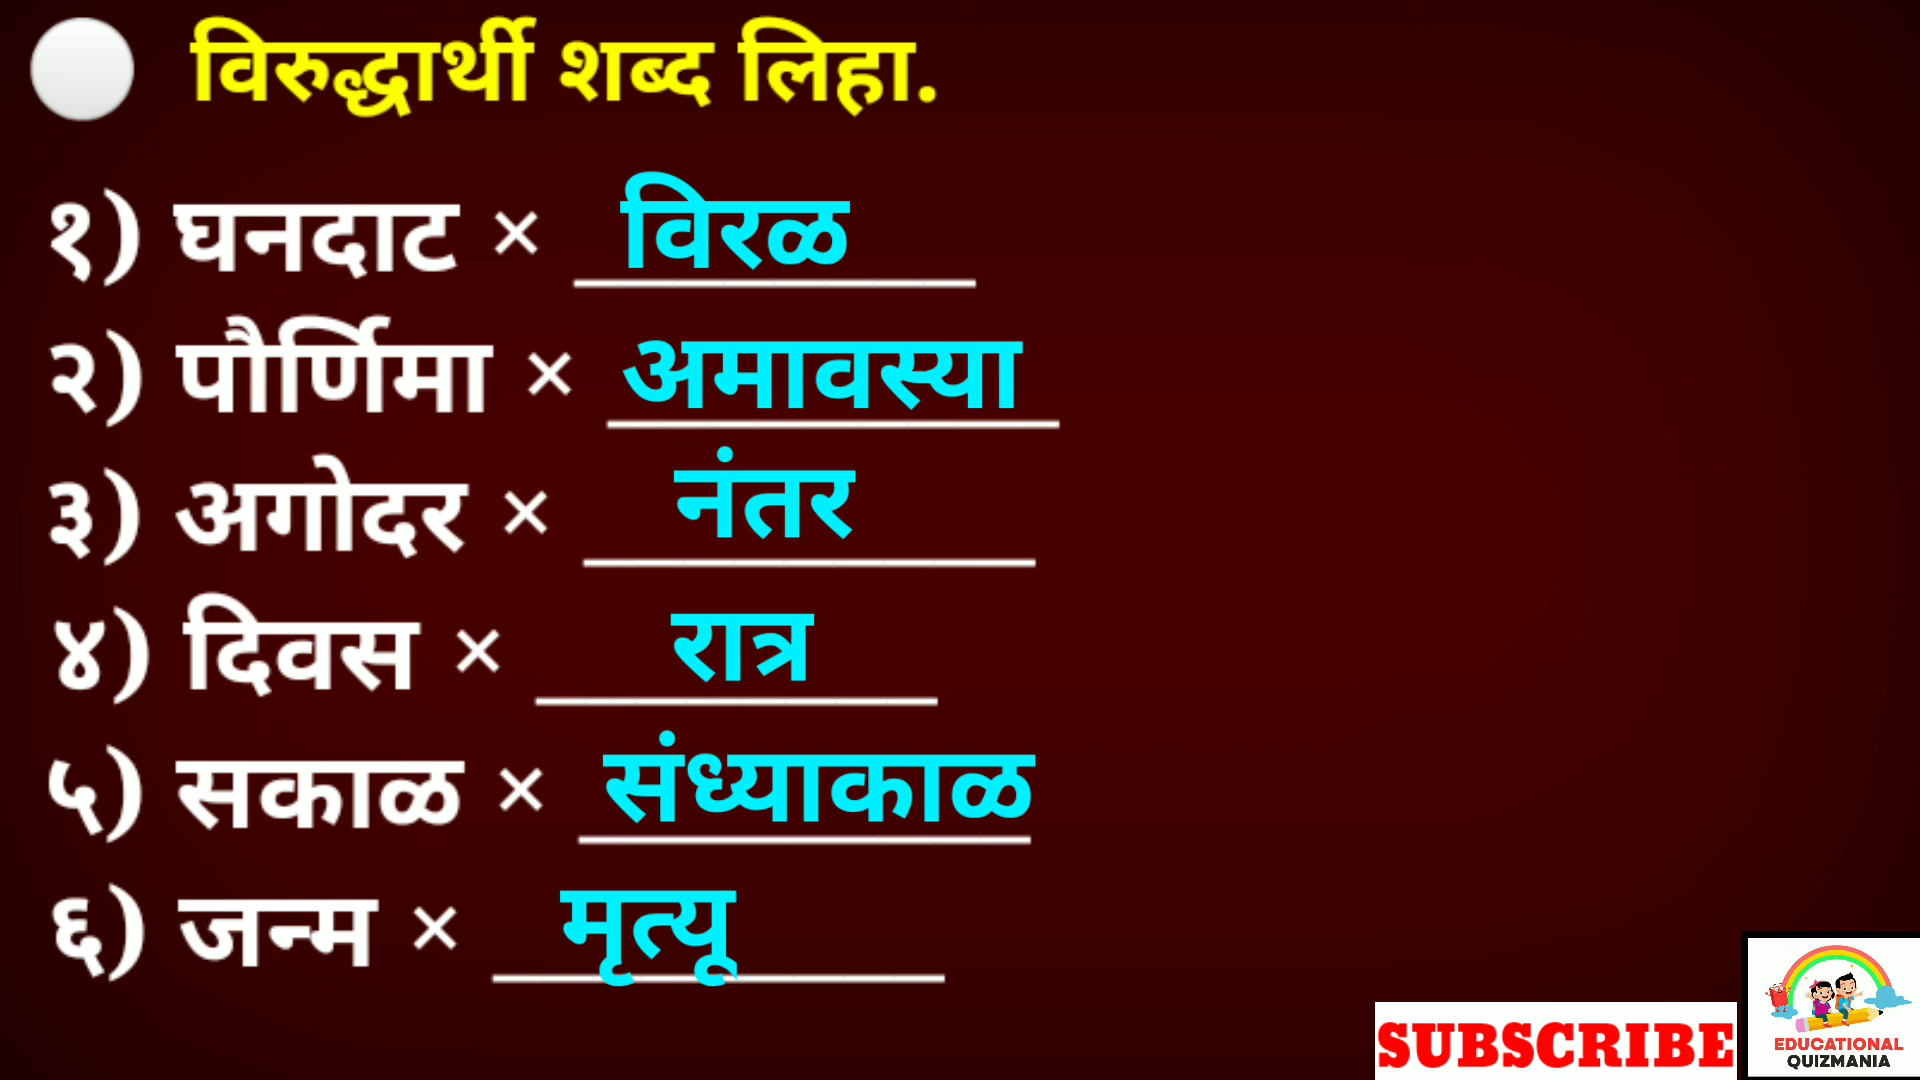 विरुद्धार्थी शब्द लिहा.
१) घनदाट × विरळ
२) पौर्णिमा × अमावस्या
३) अगोदर × नंतर
४) दिवस × रात्र
५) सकाळ × संध्याकाळ
६) जन्म × मृत्यू
SUBSCRIBE
EDUCATIONAL
QUIZMANIA